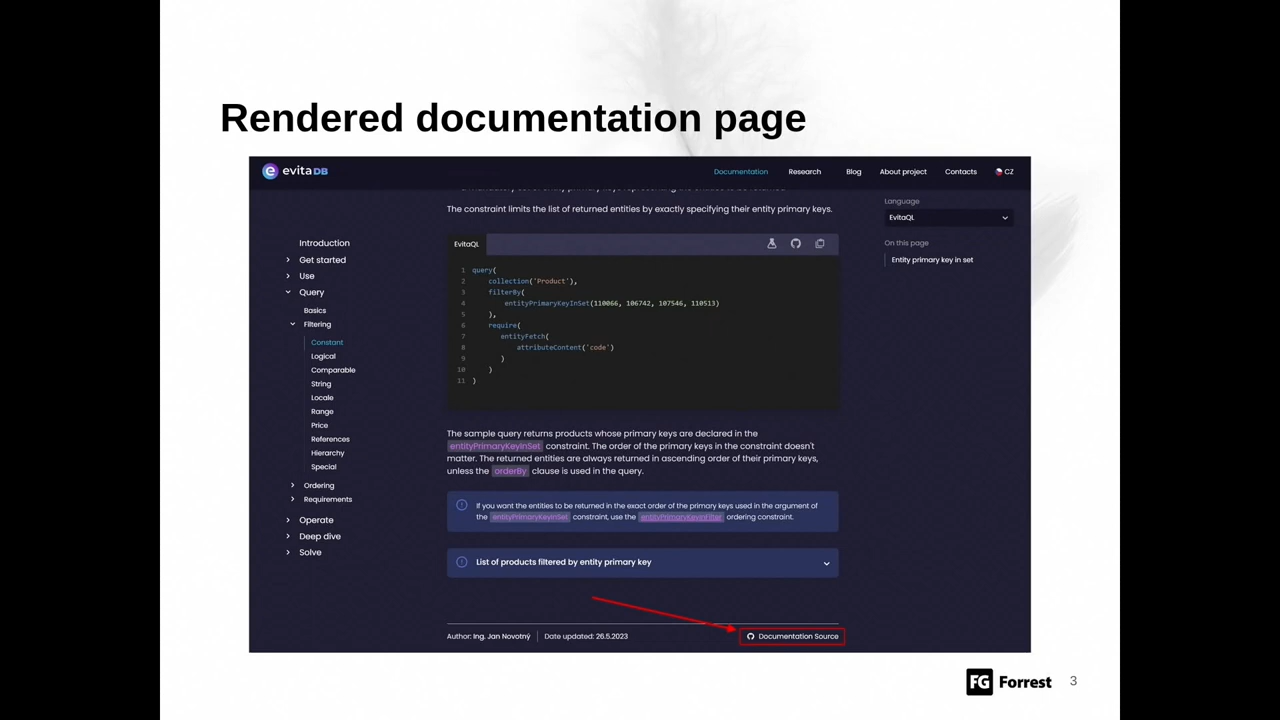 Rendered documentation page
evitaDB
Documentation
Research
Blog
About project
Contacts
CZ
Introduction
Get started
Use
Query
Basics
Filtering
Constant
Logical
Comparable
String
Locale
Range
Price
References
Hierarchy
Special
Ordering
Requirements
Operate
Deep dive
Solve
The constraint limits the list of returned entities by exactly specifying their entity primary keys.
EvitaQL
1 query(
2 collection('Product'),
3 filterBy(
4 entityPrimaryKeyInSet(110066, 106742, 107546, 110513)
5 ),
6 require(
7 entityFetch(
8 attributeContent('code')
9 )
10 )
11 )
The sample query returns products whose primary keys are declared in the
entityPrimaryKeyInSet constraint. The order of the primary keys in the constraint doesn't
matter. The returned entities are always returned in ascending order of their primary keys,
unless the orderBy clause is used in the query.
If you want the entities to be returned in the exact order of the primary keys used in the argument of
the entityPrimaryKeyInSet constraint, use the entityPrimaryKeyInFilter ordering constraint.
List of products filtered by entity primary key
Author: Ing. Jan Novotný
Date updated: 26.5.2023
Documentation Source
Language
EvitaQL
On this page
Entity primary key in set
FG Forrest
3